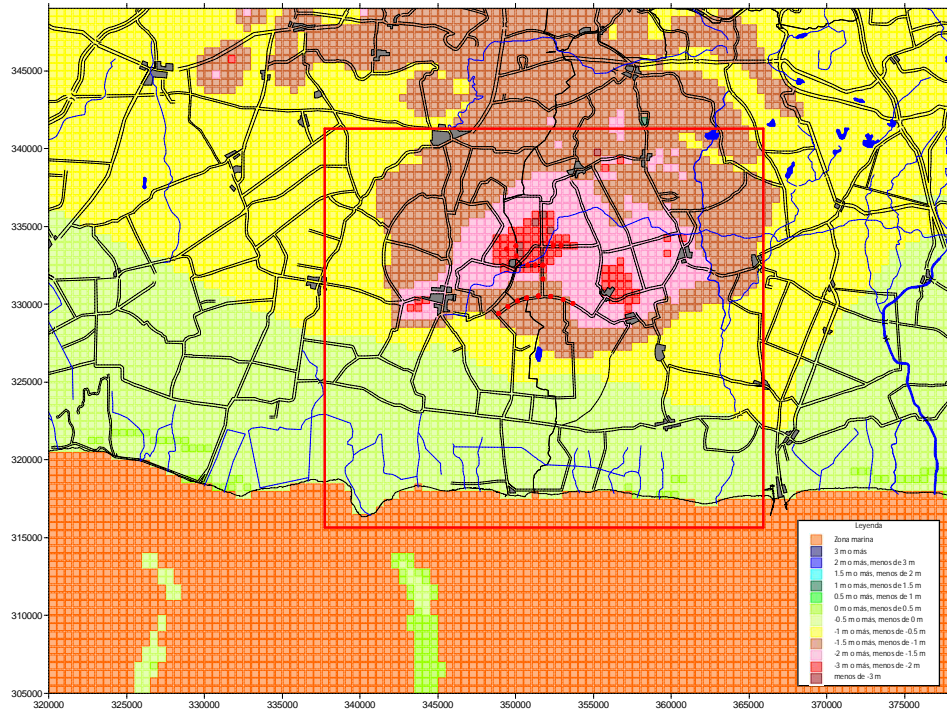 345000
340000
335000
330000
325000
320000
315000
310000
305000
320000
325000
330000
335000
340000
345000
350000
355000
360000
365000
370000
375000
Leyenda
Zona marina
3 m o más
2 m o más, menos de 3 m
1.5 m o más, menos de 2 m
1 m o más, menos de 1.5 m
0.5 m o más, menos de 1 m
0 m o más, menos de 0.5 m
-0.5 m o más, menos de 0 m
-1 m o más, menos de -0.5 m
-1.5 m o más, menos de -1 m
-2 m o más, menos de -1.5 m
-3 m o más, menos de -2 m
menos de -3 m